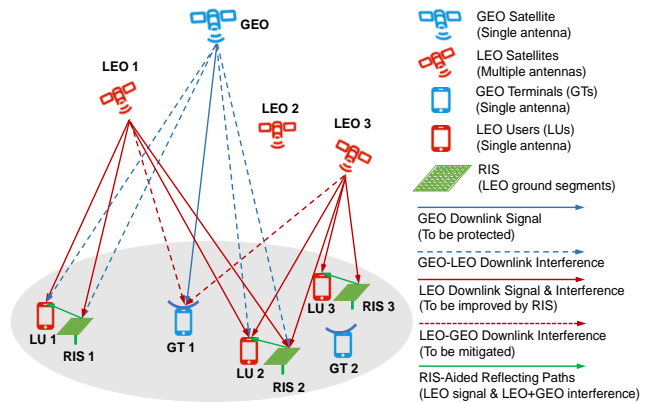 GEO
LEO 1
LEO 2
LEO 3
LU 1
RIS 1
GT 1
LU 2
RIS 2
LU 3
RIS 3
GT 2
GEO Satellite
(Single antenna)
LEO Satellites
(Multiple antennas)
GEO Terminals (GTs)
(Single antenna)
LEO Users (LUs)
(Single antenna)
RIS
(LEO ground segments)
GEO Downlink Signal
(To be protected)
GEO-LEO Downlink Interference
LEO Downlink Signal & Interference
(To be improved by RIS)
LEO-GEO Downlink Interference
(To be mitigated)
RIS-Aided Reflecting Paths
(LEO signal & LEO+GEO interference)